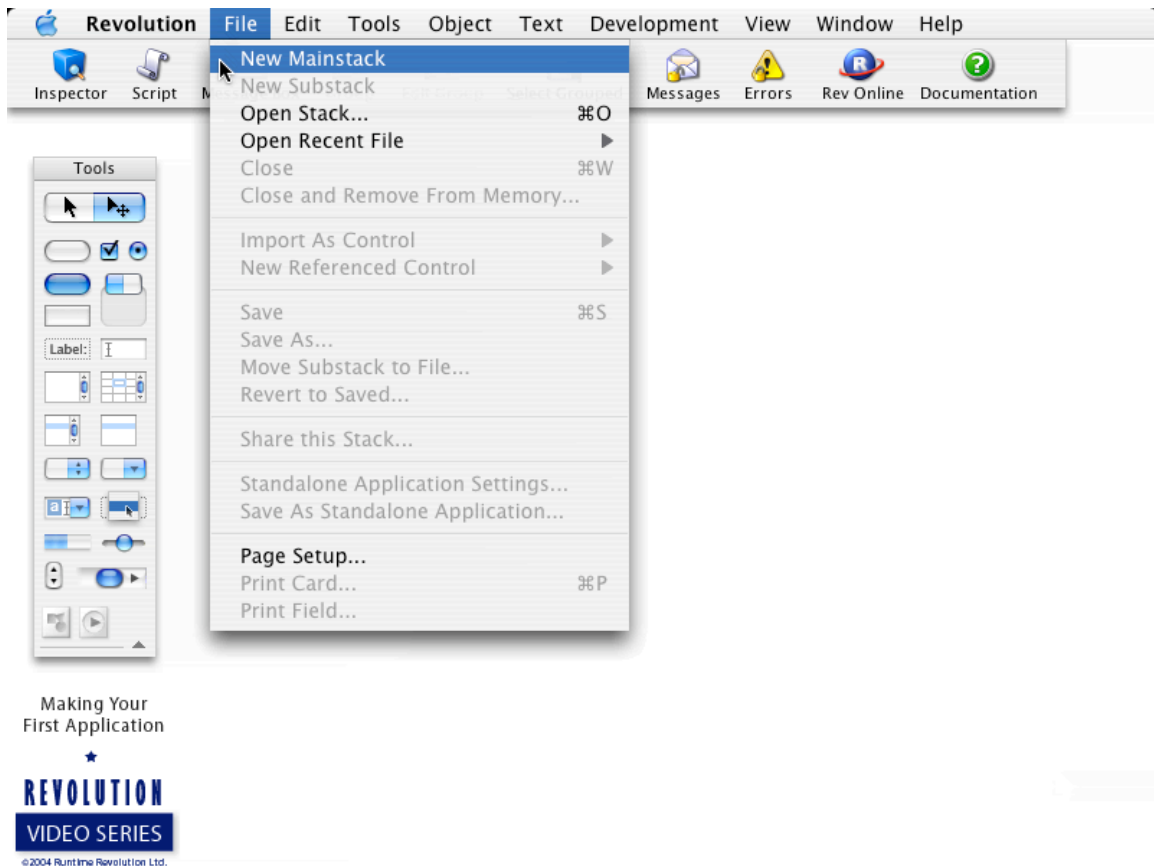 Revolution File Edit Tools Object Text Development View Window Help
Inspector Script Messages Errors Rev Online Documentation
New Mainstack
New Substack
Open Stack... ⌘O
Open Recent File
Close ⌘W
Close and Remove From Memory...
Import As Control
New Referenced Control
Save ⌘S
Save As...
Move Substack to File...
Revert to Saved...
Share this Stack...
Standalone Application Settings...
Save As Standalone Application...
Page Setup...
Print Card... ⌘P
Print Field...
Tools
Label:
Making Your
First Application
REVOLUTION
VIDEO SERIES
©2004 Runtime Revolution Ltd.